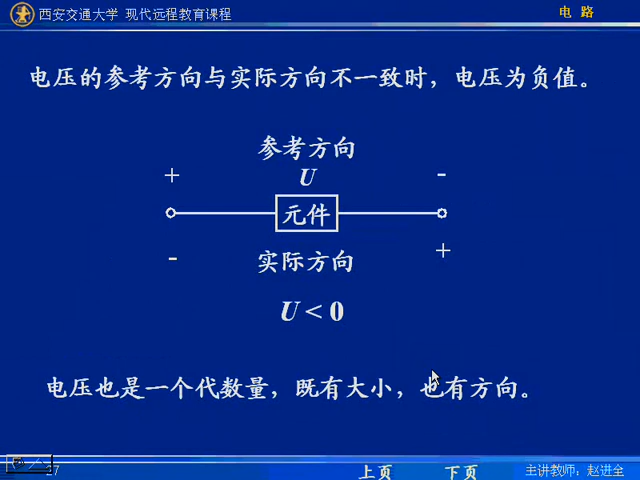 西安交通大学 现代远程教育课程
电 路
电压的参考方向与实际方向不一致时，电压为负值。
参考方向
+ U -
元件
- 实际方向 +
U < 0
电压也是一个代数量，既有大小，也有方向。
上页 下页 主讲教师：赵进全